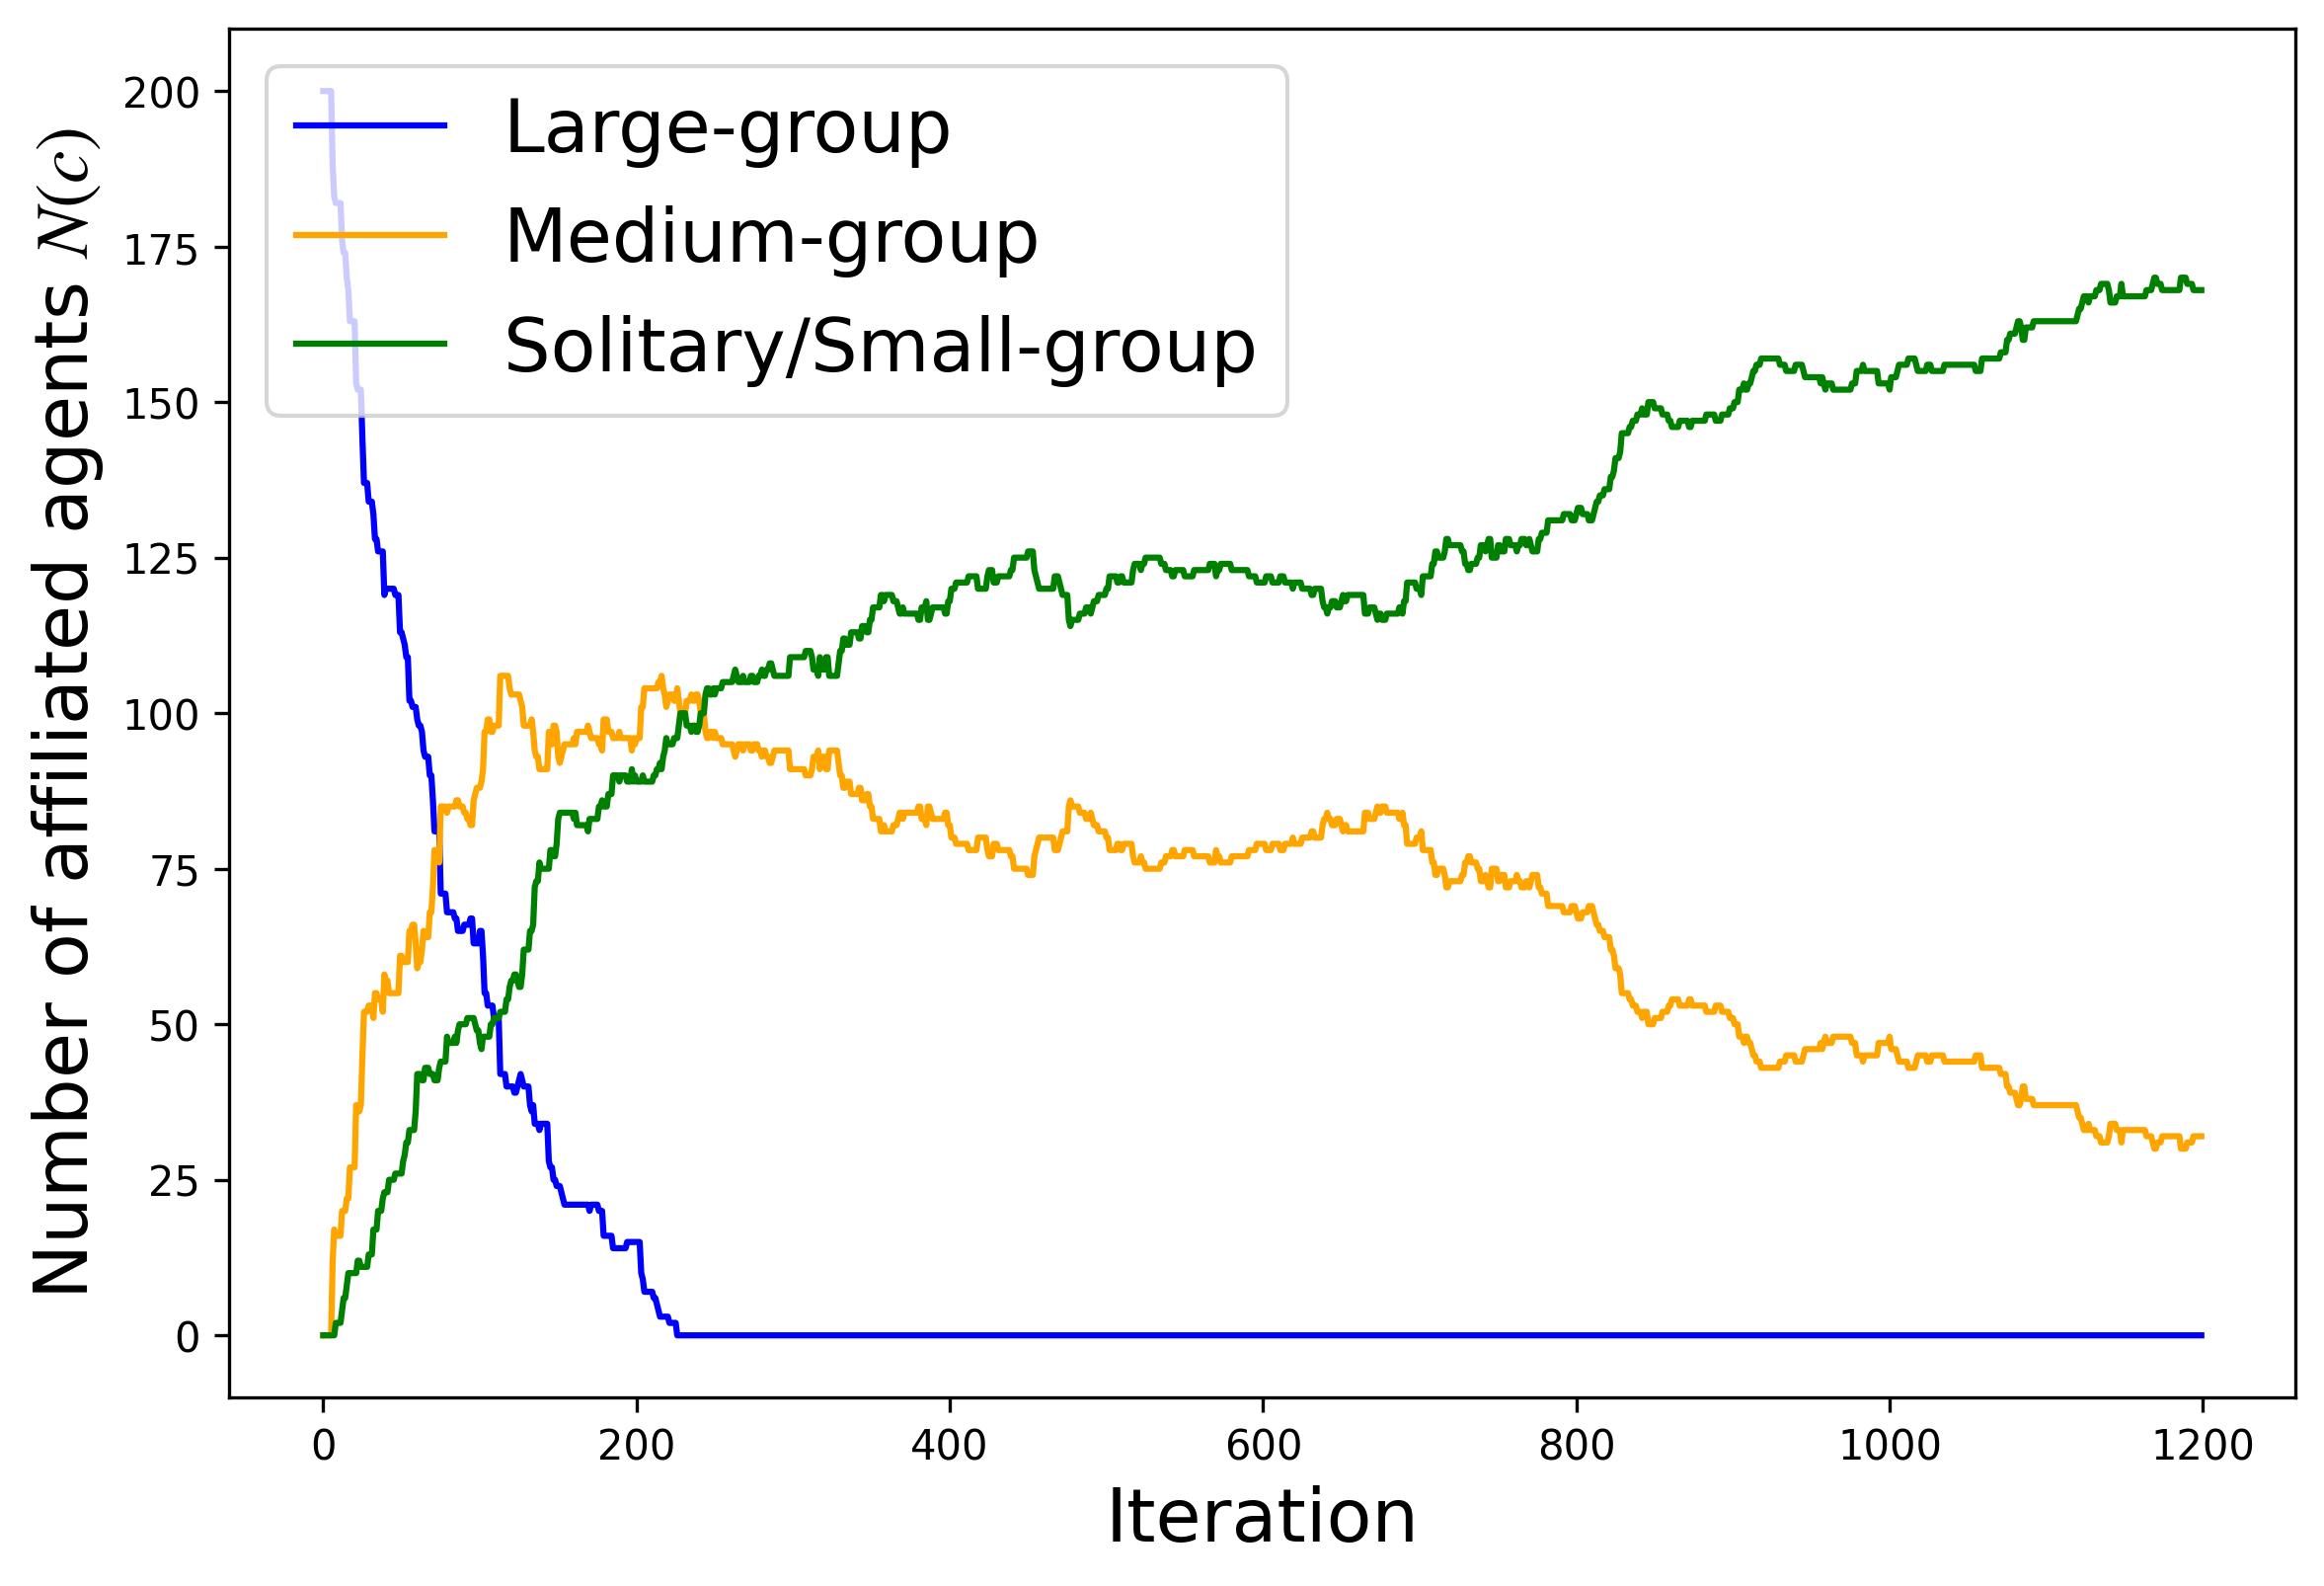 Number of affiliated agents N(c)
200
175
150
125
100
75
50
25
0
Large-group
Medium-group
Solitary/Small-group
0 200 400 600 800 1000 1200
Iteration